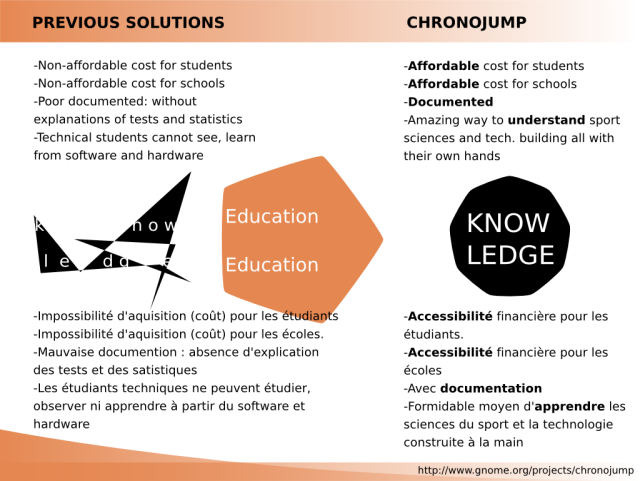 PREVIOUS SOLUTIONS
-Non-affordable cost for students
-Non-affordable cost for schools
-Poor documented: without
explanations of tests and statistics
-Technical students cannot see, learn
from software and hardware
Education
Education
-Impossibilité d'aquisition (coût) pour les étudiants
-Impossibilité d'aquisition (coût) pour les écoles.
-Mauvaise documention : absence d'explication
des tests et des satistiques
-Les étudiants techniques ne peuvent étudier,
observer ni apprendre à partir du software et
hardware
CHRONOJUMP
-Affordable cost for students
-Affordable cost for schools
-Documented
-Amazing way to understand sport
sciences and tech. building all with
their own hands
KNOW
LEDGE
-Accessibilité financière pour les
étudiants.
-Accessibilité financière pour les
écoles
-Avec documentation
-Formidable moyen d'apprendre les
sciences du sport et la technologie
construite à la main
http://www.gnome.org/projects/chronojump